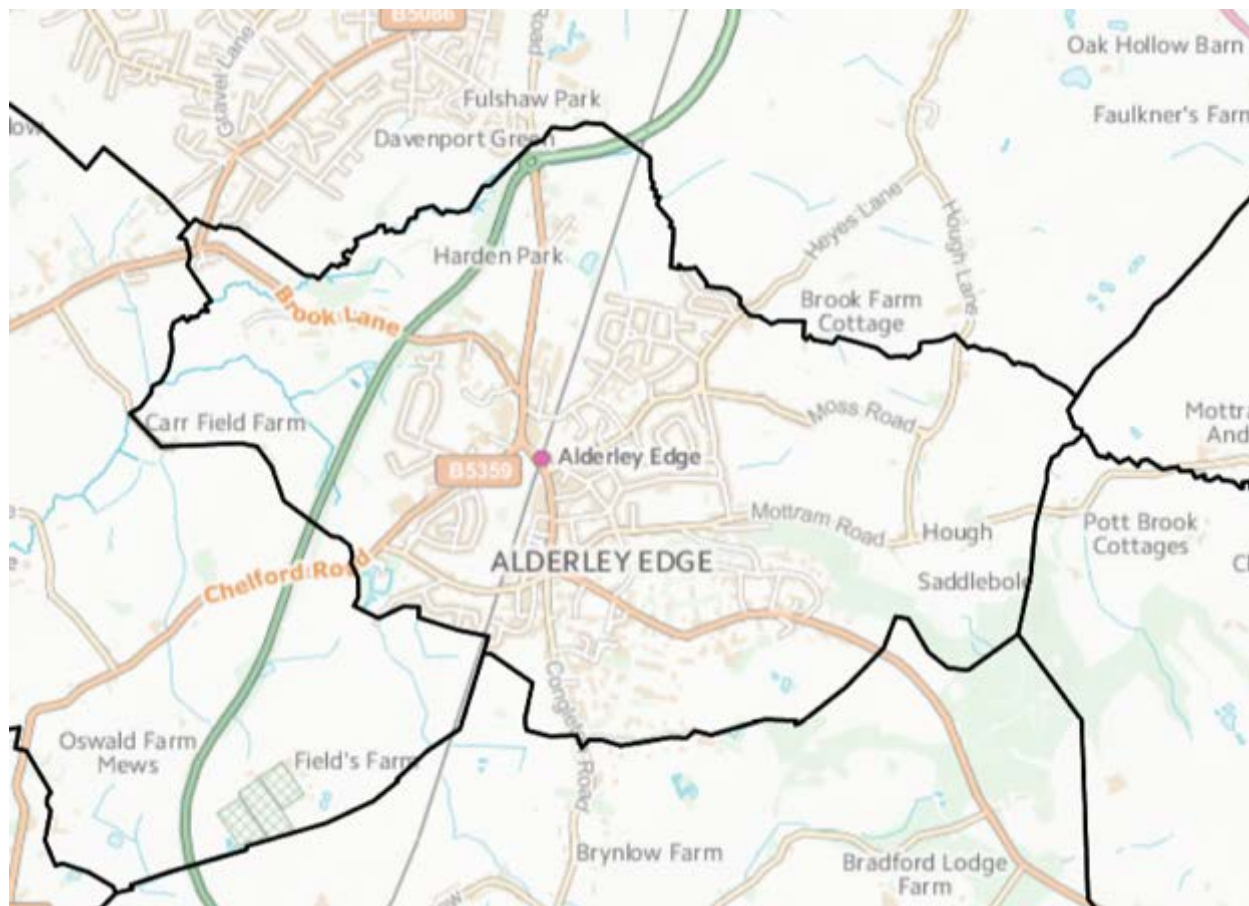 B5086
Road
Gravel Lane
Oak Hollow Barn
Fulshaw Park
Faulkner's Farm
Davenport Green
Heyes Lane
Hough Lane
Harden Park
Brook Lane
Brook Farm
Cottage
Carr Field Farm
Moss Road
B5359
Alderley Edge
Mottram Road
Hough
Pott Brook
Cottages
ALDERLEY EDGE
Chelford Road
Saddlebole
Road
Oswald Farm
Mews
Field's Farm
Brynlow Farm
Bradford Lodge
Farm